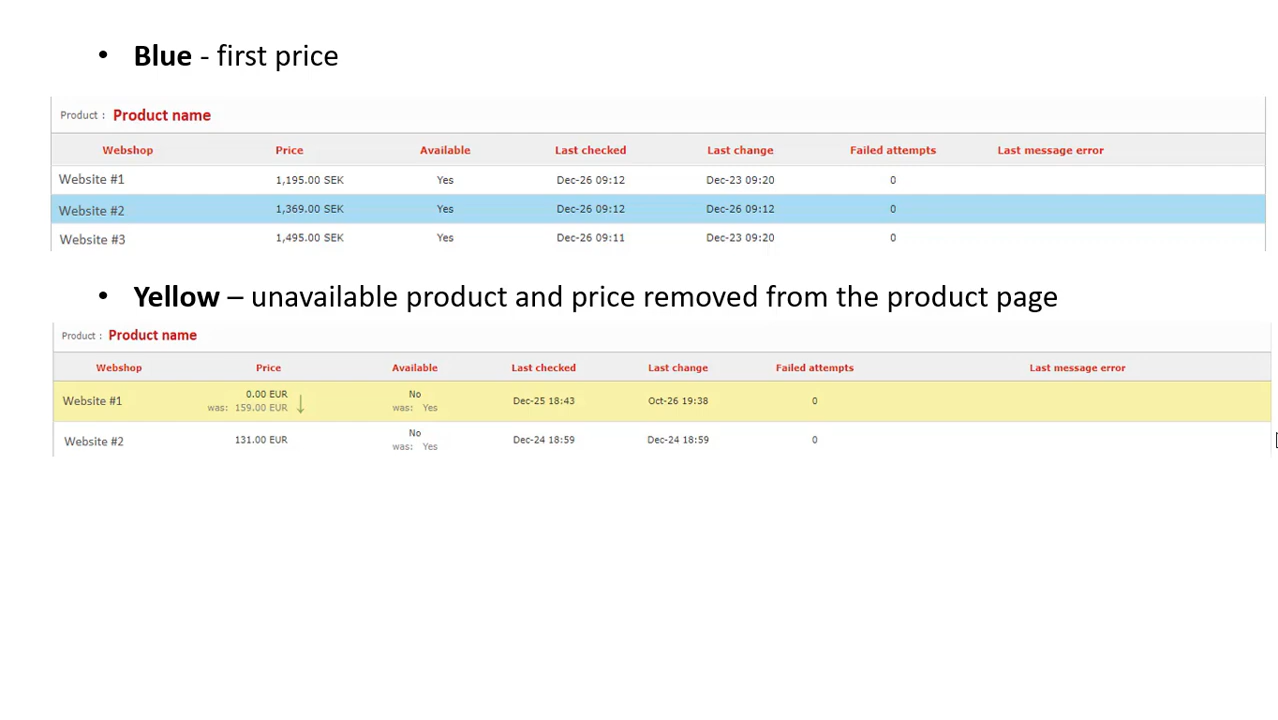 • Blue - first price
Product : Product name
Webshop Price Available Last checked Last change Failed attempts Last message error
Website #1 1,195.00 SEK Yes Dec-26 09:12 Dec-23 09:20 0
Website #2 1,369.00 SEK Yes Dec-26 09:12 Dec-26 09:12 0
Website #3 1,495.00 SEK Yes Dec-26 09:11 Dec-23 09:20 0
• Yellow – unavailable product and price removed from the product page
Product : Product name
Webshop Price Available Last checked Last change Failed attempts Last message error
Website #1 0.00 EUR was: 159.00 EUR ↓ No was: Yes Dec-25 18:43 Oct-26 19:38 0
Website #2 131.00 EUR No was: Yes Dec-24 18:59 Dec-24 18:59 0